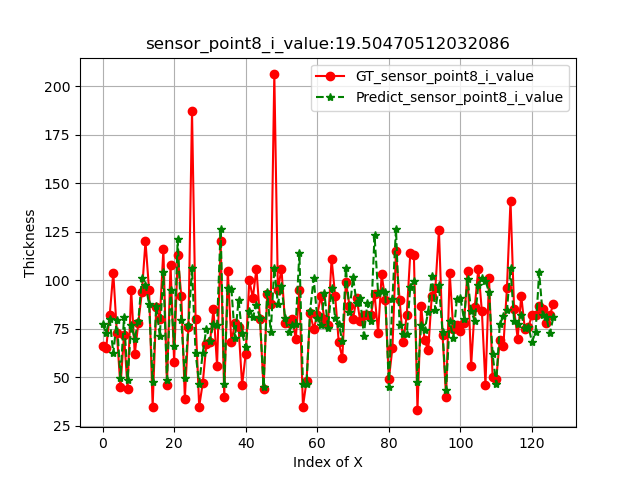 sensor_point8_i_value:19.50470512032086
GT_sensor_point8_i_value
Predict_sensor_point8_i_value
Thickness
200
175
150
125
100
75
50
25
0 20 40 60 80 100 120
Index of X